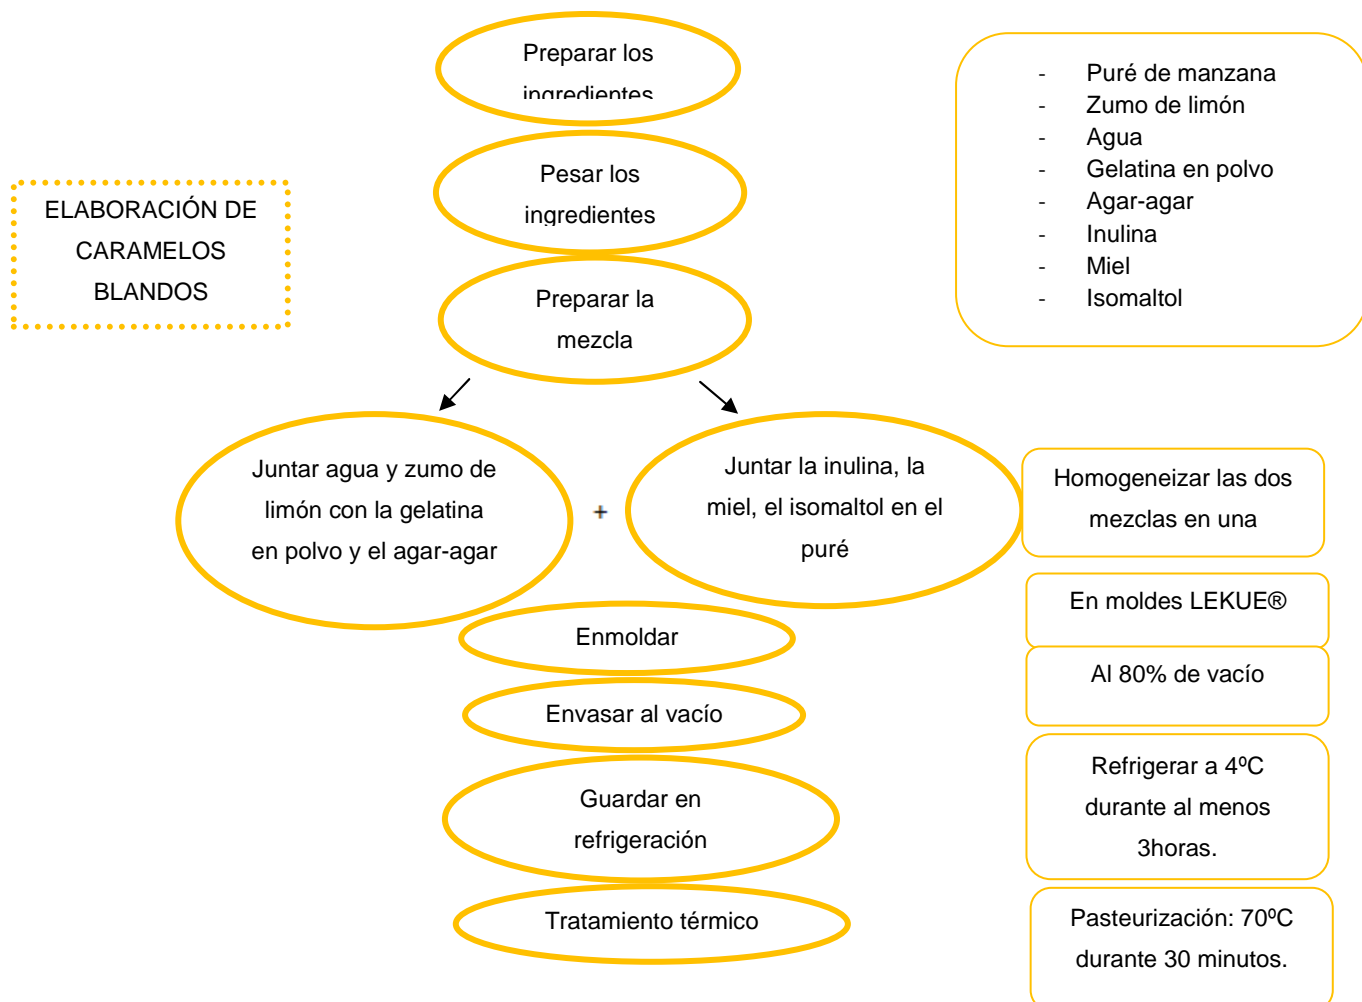 Preparar los
ingredientes
- Puré de manzana
- Zumo de limón
- Agua
- Gelatina en polvo
- Agar-agar
- Inulina
- Miel
- Isomaltol
Pesar los
ingredientes
ELABORACIÓN DE
CARAMELOS
BLANDOS
Preparar la
mezcla
Juntar agua y zumo de
limón con la gelatina
en polvo y el agar-agar
+
Juntar la inulina, la
miel, el isomaltol en el
puré
Homogeneizar las dos
mezclas en una
Enmoldar
En moldes LEKUE®
Envasar al vacío
Al 80% de vacío
Guardar en
refrigeración
Refrigerar a 4ºC
durante al menos
3horas.
Tratamiento térmico
Pasteurización: 70ºC
durante 30 minutos.